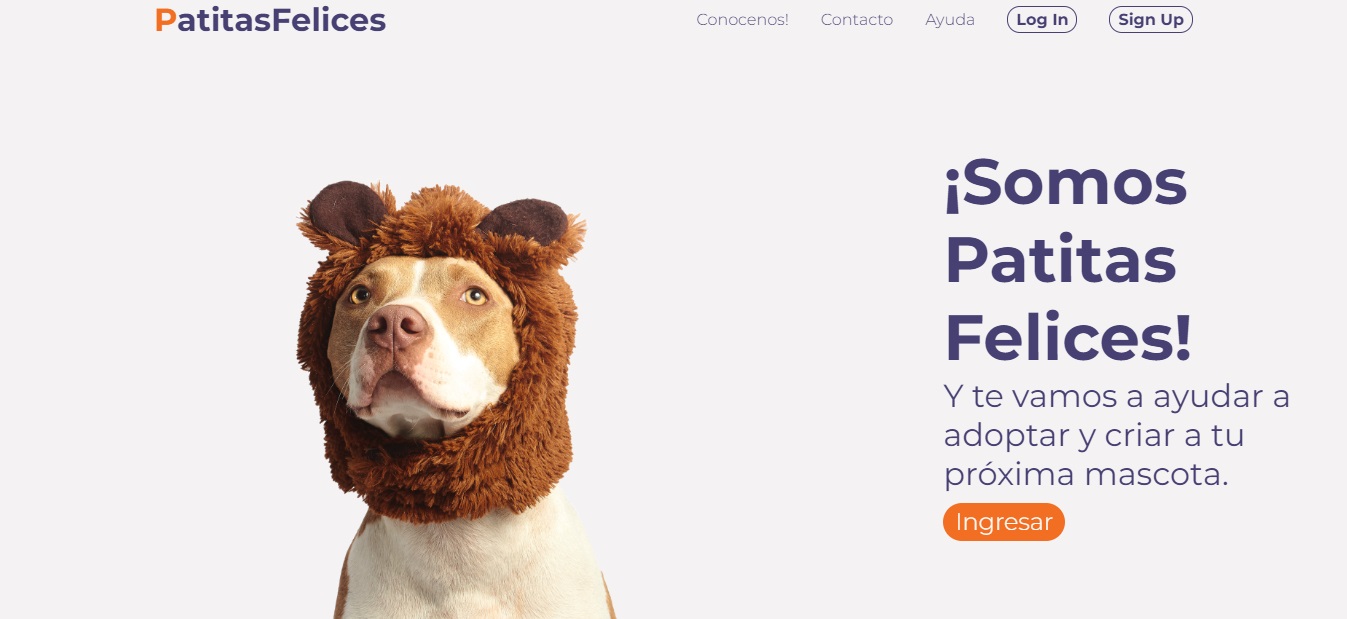 PatitasFelices
Conocenos! Contacto Ayuda Log In Sign Up
¡Somos
Patitas
Felices!
Y te vamos a ayudar a
adoptar y criar a tu
próxima mascota.
Ingresar